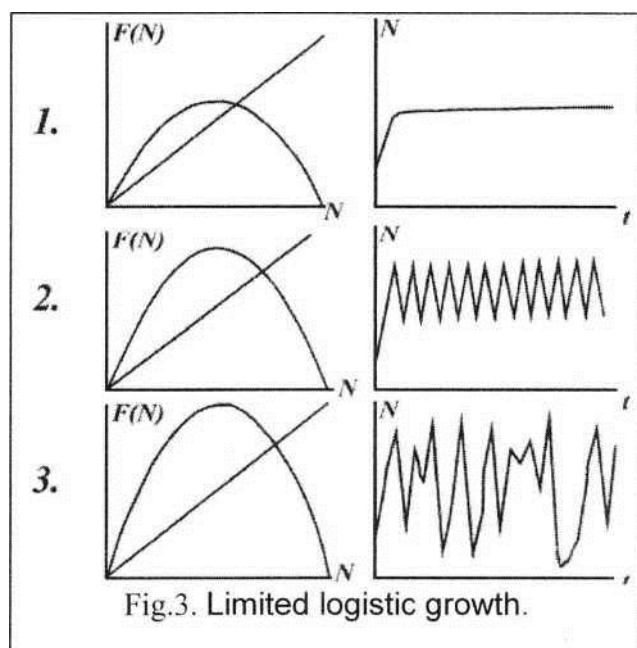 F(N)
N
1.
N
t
F(N)
N
2.
N
t
F(N)
N
3.
N
t
Fig.3. Limited logistic growth.